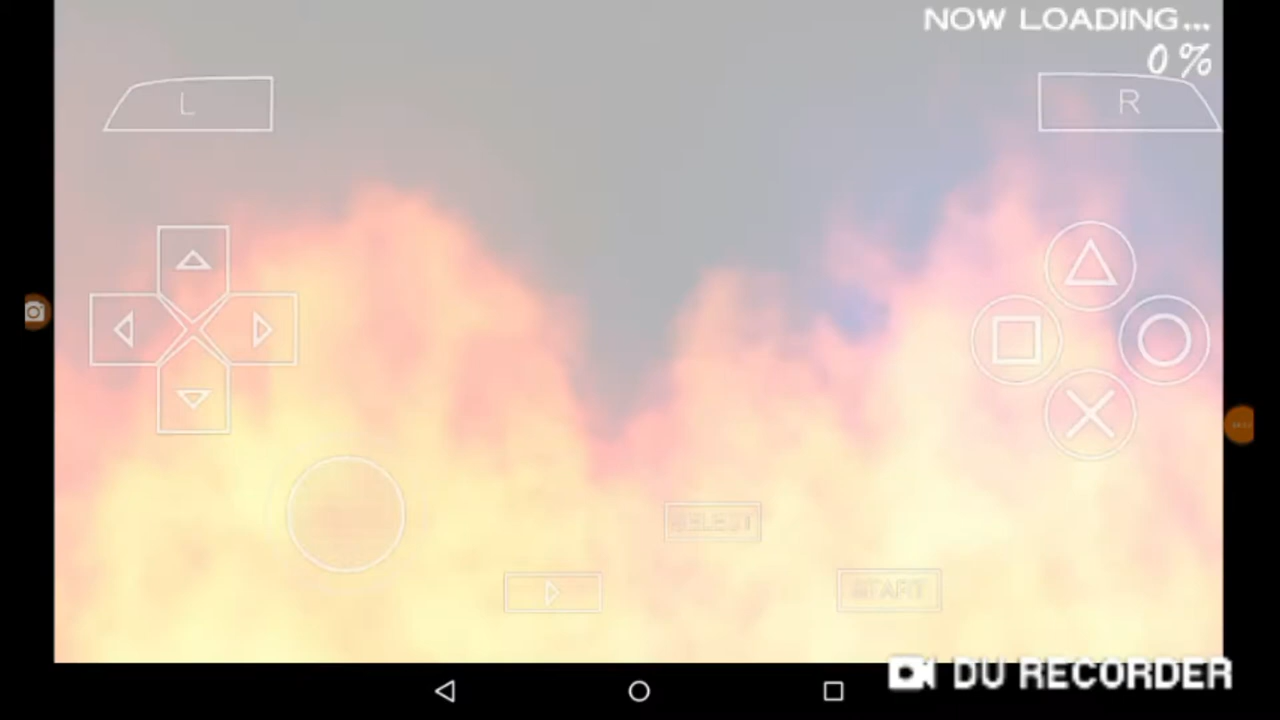 NOW LOADING...
0 %
L
R
SELECT
START
DU RECORDER